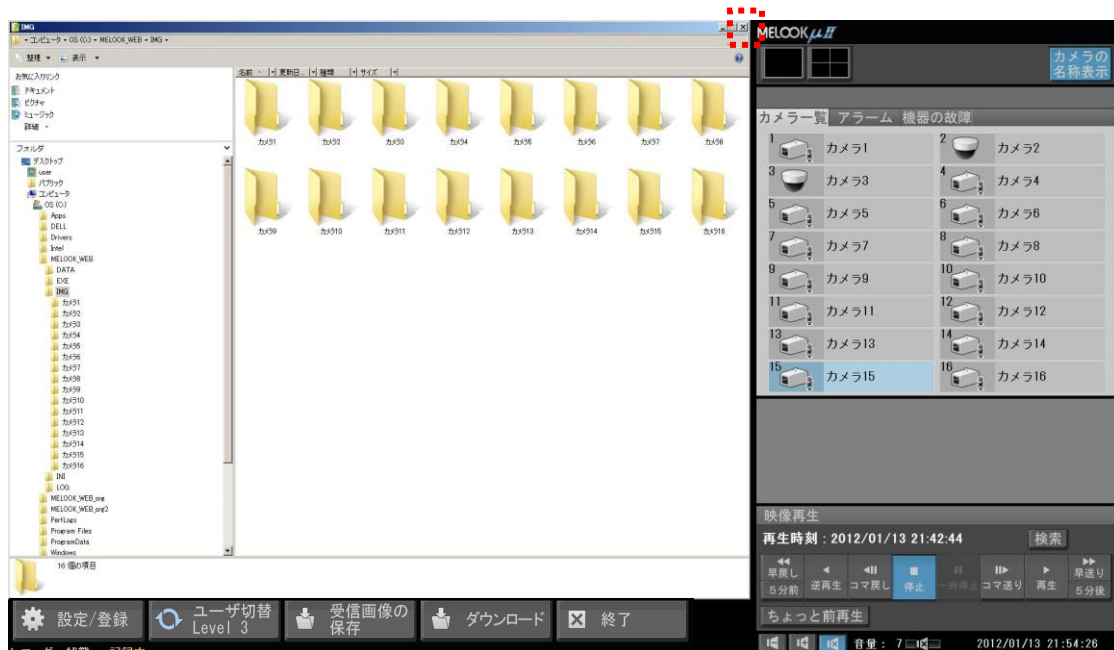 IMG
コンピュータ OS (C:) MELOOK_WEB IMG
整理 表示
お気に入りリンク
ドキュメント
ピクチャ
ミュージック
詳細
フォルダ
デスクトップ
user
パブリック
コンピュータ
OS (C:)
Apps
DELL
Drivers
Intel
MELOOK_WEB
DATA
EXE
IMG
カメラ1
カメラ2
カメラ3
カメラ4
カメラ5
カメラ6
カメラ7
カメラ8
カメラ9
カメラ10
カメラ11
カメラ12
カメラ13
カメラ14
カメラ15
カメラ16
INI
LOG
MELOOK_WEB_org
MELOOK_WEB_org2
PerfLogs
Program Files
ProgramData
Windows
名前 更新日... 種類 サイズ
カメラ1 カメラ2 カメラ3 カメラ4 カメラ5 カメラ6 カメラ7 カメラ8
カメラ9 カメラ10 カメラ11 カメラ12 カメラ13 カメラ14 カメラ15 カメラ16
16 個の項目
設定/登録
ユーザ切替
Level 3
受信画像の
保存
ダウンロード
終了
MELOOKμII
カメラの
名称表示
カメラ一覧 アラーム 機器の故障
1 カメラ1 2 カメラ2
3 カメラ3 4 カメラ4
5 カメラ5 6 カメラ6
7 カメラ7 8 カメラ8
9 カメラ9 10 カメラ10
11 カメラ11 12 カメラ12
13 カメラ13 14 カメラ14
15 カメラ15 16 カメラ16
映像再生
再生時刻 : 2012/01/13 21:42:44 検索
早戻し 逆再生 コマ戻し 停止 一時停止 コマ送り 再生 早送り
5分前 5分後
ちょっと前再生
音量: 7 2012/01/13 21:54:26